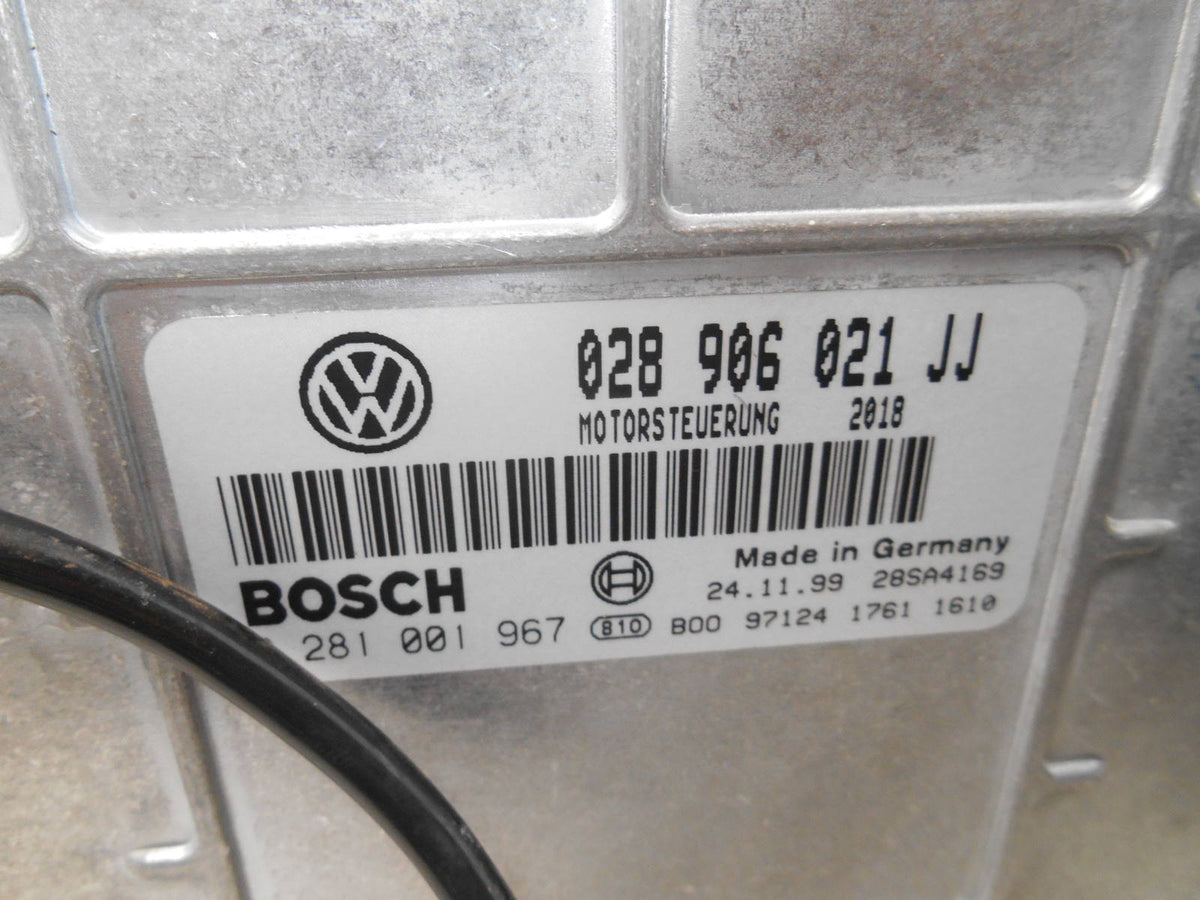 028 906 021 JJ
MOTORSTEUERUNG 2018
Made in Germany
BOSCH
24.11.99 28SA4169
281 001 967
810 B00 97124 1761 1610